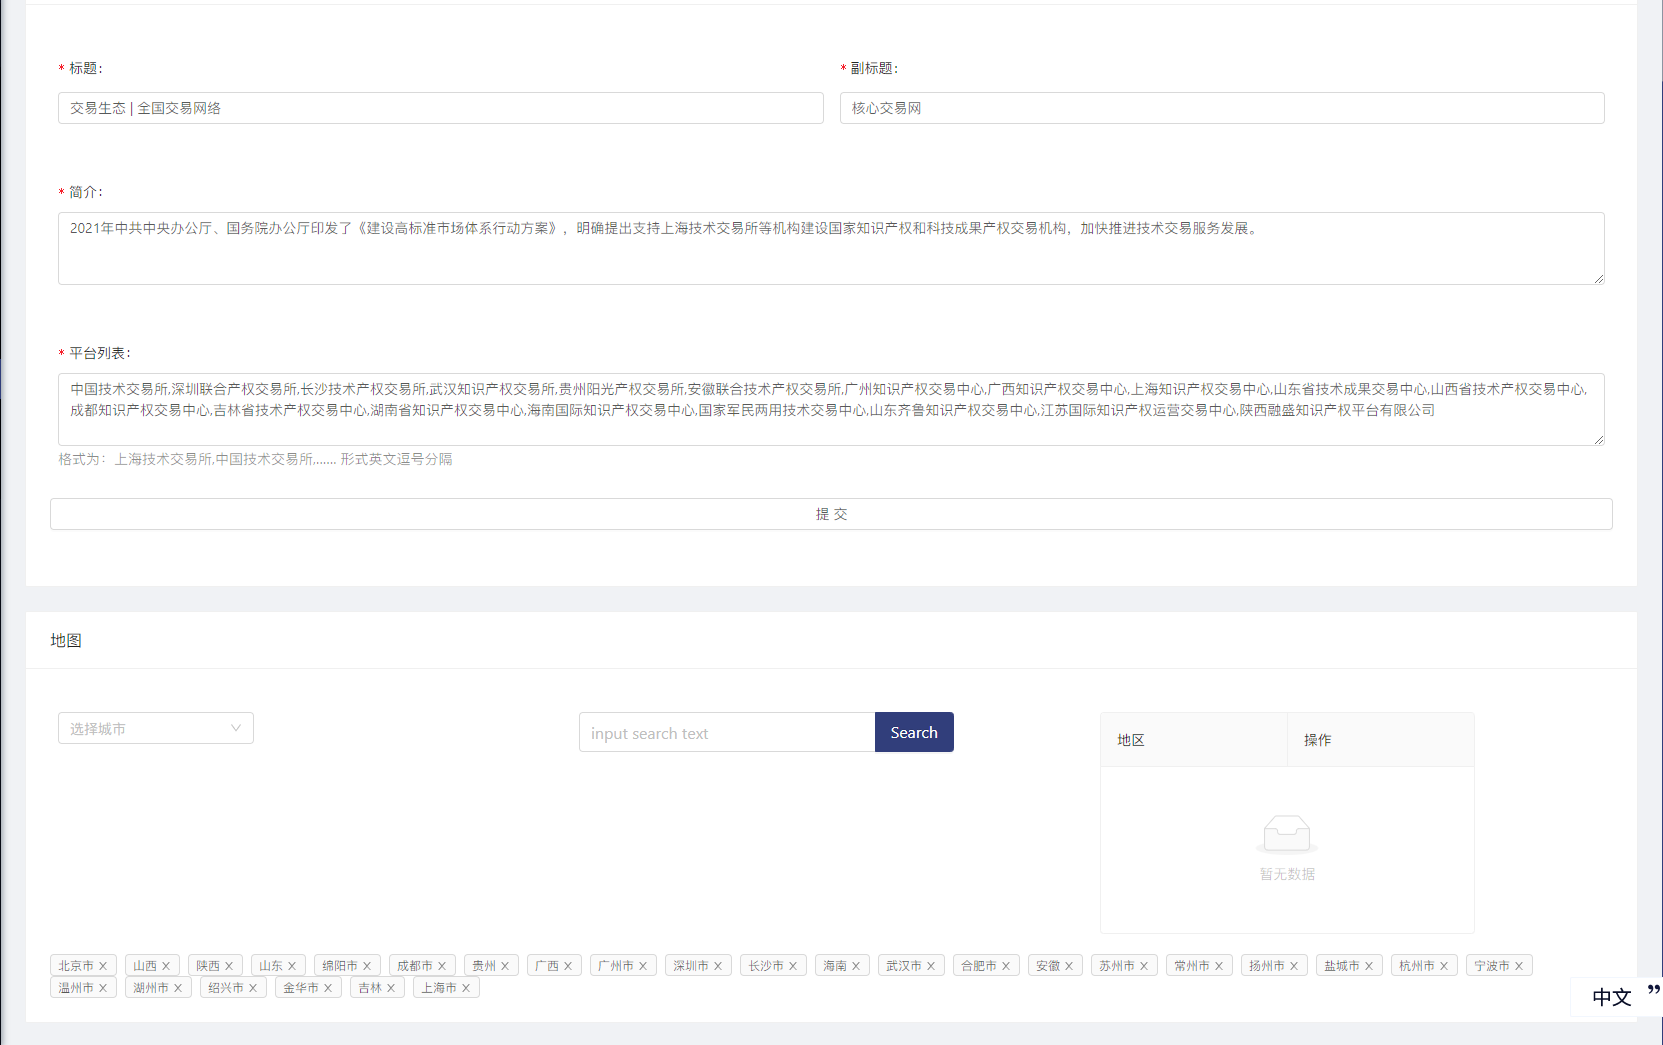 * 标题：
* 副标题：
交易生态 | 全国交易网络
核心交易网
* 简介：
2021年中共中央办公厅、国务院办公厅印发了《建设高标准市场体系行动方案》，明确提出支持上海技术交易所等机构建设国家知识产权和科技成果产权交易机构，加快推进技术交易服务发展。
* 平台列表：
中国技术交易所,深圳联合产权交易所,长沙技术产权交易所,武汉知识产权交易所,贵州阳光产权交易所,安徽联合技术产权交易所,广州知识产权交易中心,广西知识产权交易中心,上海知识产权交易中心,山东省技术成果交易中心,山西省技术产权交易中心,
成都知识产权交易中心,吉林省技术产权交易中心,湖南省知识产权交易中心,海南国际知识产权交易中心,国家军民两用技术交易中心,山东齐鲁知识产权交易中心,江苏国际知识产权运营交易中心,陕西融盛知识产权平台有限公司
格式为：上海技术交易所,中国技术交易所,...... 形式英文逗号分隔
提 交
地图
选择城市
input search text
Search
地区
操作
暂无数据
北京市 山西 陕西 山东 绵阳市 成都市 贵州 广西 广州市 深圳市 长沙市 海南 武汉市 合肥市 安徽 苏州市 常州市 扬州市 盐城市 杭州市 宁波市
温州市 湖州市 绍兴市 金华市 吉林 上海市
中文 ”